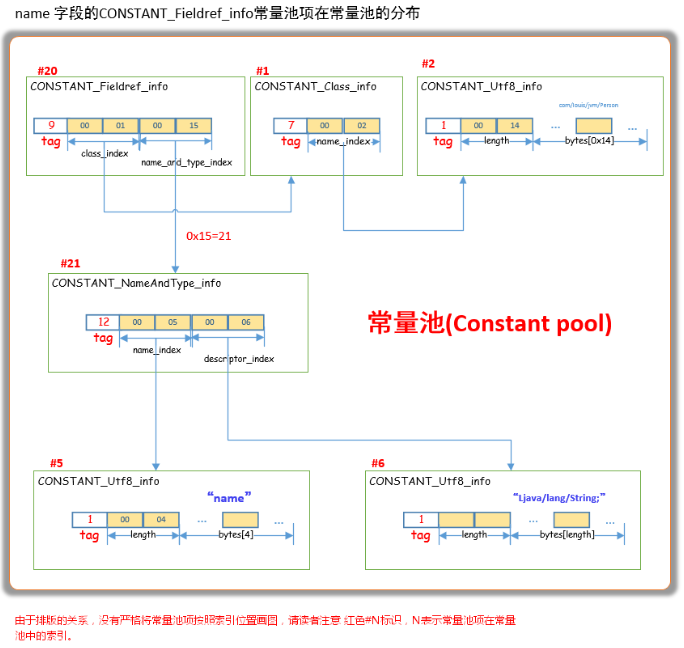 name 字段的CONSTANT_Fieldref_info常量池项在常量池的分布
#20
CONSTANT_Fieldref_info
9 00 01 00 15
tag
class_index
name_and_type_index
#1
CONSTANT_Class_info
7 00 02
tag
name_index
#2
CONSTANT_Utf8_info
com/louis/jvm/Person
1 00 14 ... ...
tag
length
bytes[0x14]
0x15=21
#21
CONSTANT_NameAndType_info
12 00 05 00 06
tag
name_index
descriptor_index
常量池(Constant pool)
#5
CONSTANT_Utf8_info
“name”
1 00 04 ... ...
tag
length
bytes[4]
#6
CONSTANT_Utf8_info
“Ljava/lang/String;”
1 ... ...
tag
length
bytes[length]
由于排版的关系，没有严格将常量池项按照索引位置画图，请读者注意 红色#N标识，N表示常量池项在常量
池中的索引。